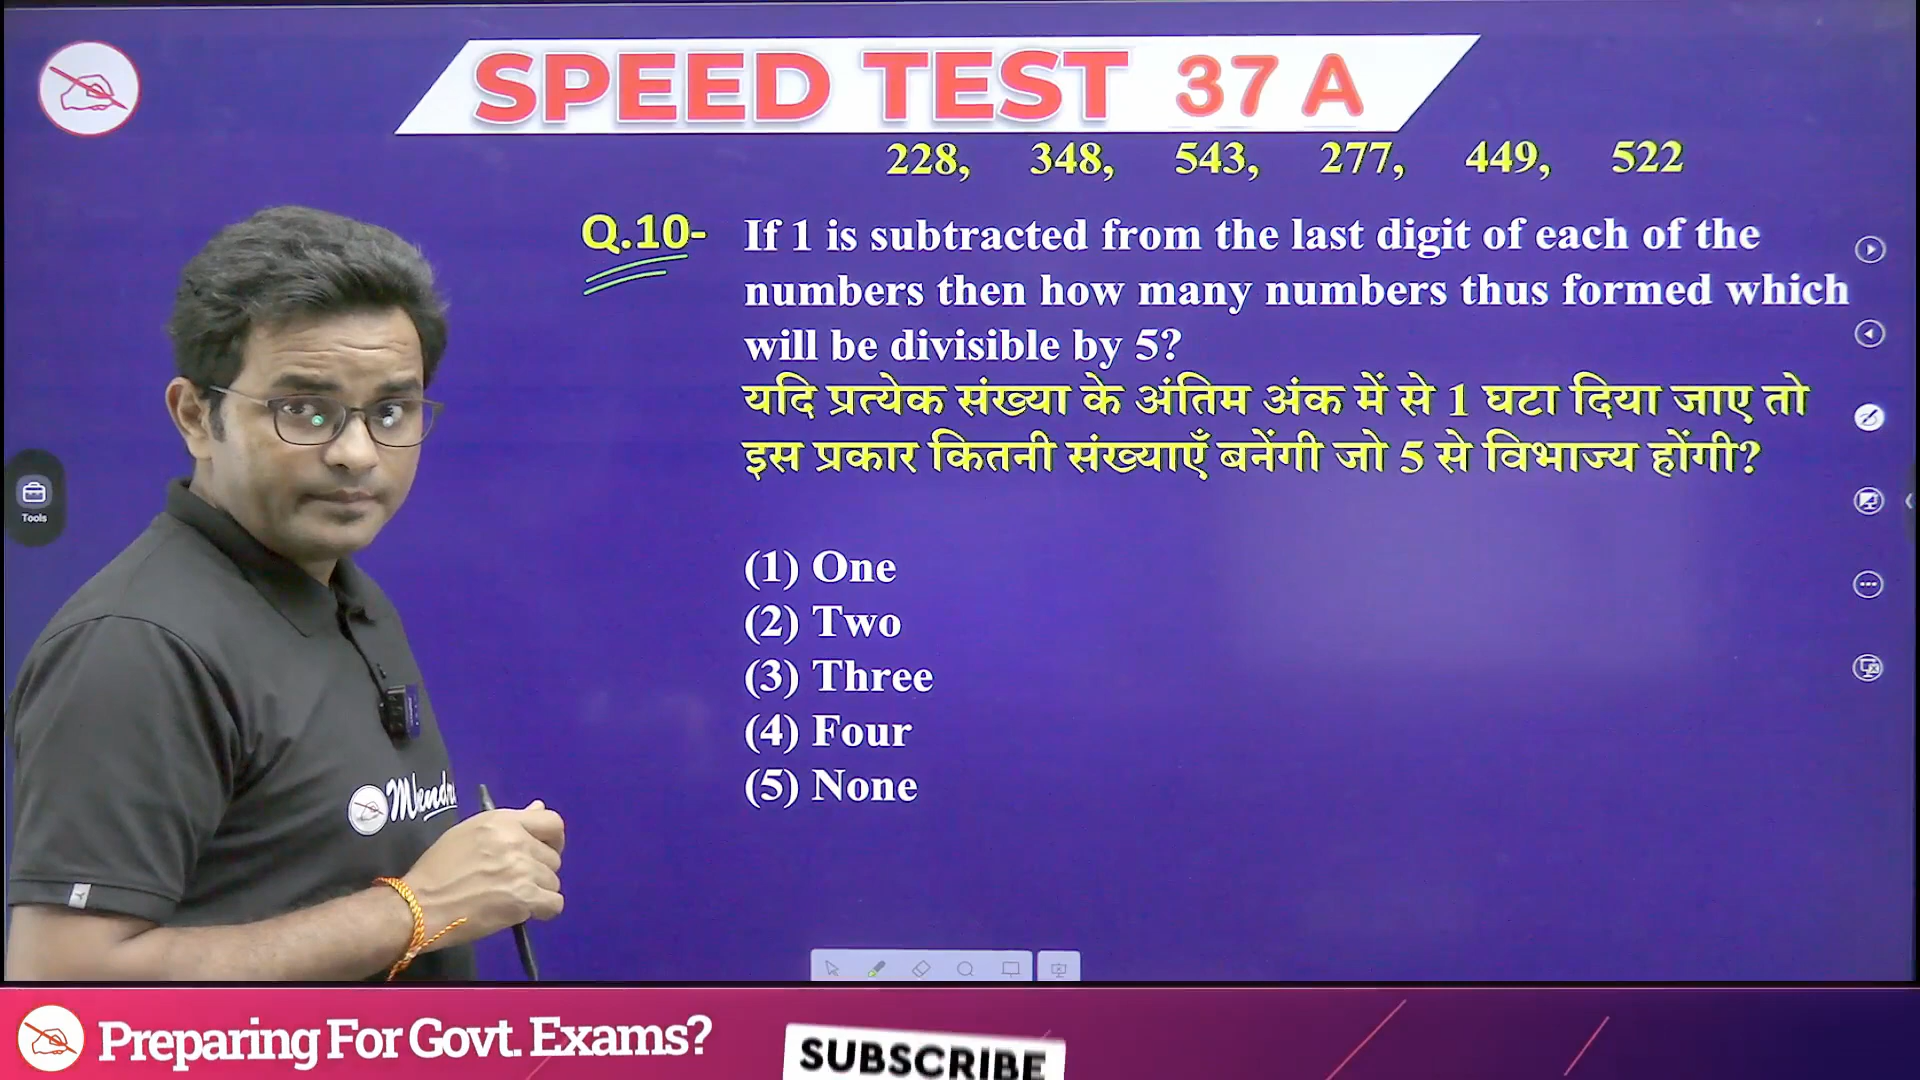 SPEED TEST 37 A
228, 348, 543, 277, 449, 522
Q.10- If 1 is subtracted from the last digit of each of the
numbers then how many numbers thus formed which
will be divisible by 5?
यदि प्रत्येक संख्या के अंतिम अंक में से 1 घटा दिया जाए तो
इस प्रकार कितनी संख्याएँ बनेंगी जो 5 से विभाज्य होंगी?
(1) One
(2) Two
(3) Three
(4) Four
(5) None
Tools
Preparing For Govt. Exams?
SUBSCRIBE